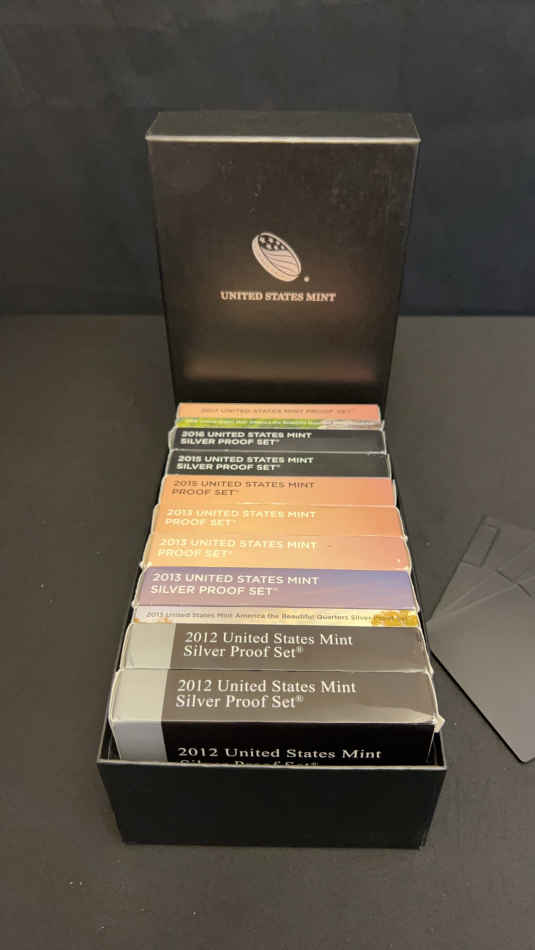 UNITED STATES MINT
2017 UNITED STATES MINT PROOF SET™
2016 UNITED STATES MINT
SILVER PROOF SET®
2015 UNITED STATES MINT
SILVER PROOF SET®
2015 UNITED STATES MINT
PROOF SET®
2013 UNITED STATES MINT
PROOF SET®
2013 UNITED STATES MINT
PROOF SET®
2013 UNITED STATES MINT
SILVER PROOF SET®
2013 United States Mint America the Beautiful Quarters Silver Proof Set
2012 United States Mint
Silver Proof Set®
2012 United States Mint
Silver Proof Set®
2012 United States Mint
Silver Proof Set®